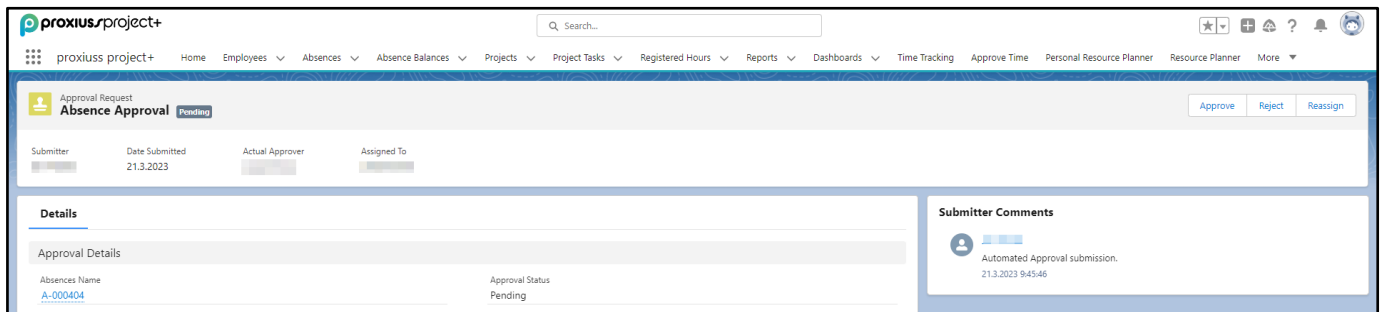 proxius project+
Search...
proxiuss project+ Home Employees Absences Absence Balances Projects Project Tasks Registered Hours Reports Dashboards Time Tracking Approve Time Personal Resource Planner Resource Planner More
Approval Request
Absence Approval Pending
Approve Reject Reassign
Submitter Date Submitted Actual Approver Assigned To
21.3.2023
Details
Approval Details
Absences Name Approval Status
A-000404 Pending
Submitter Comments
Automated Approval submission.
21.3.2023 9:45:46